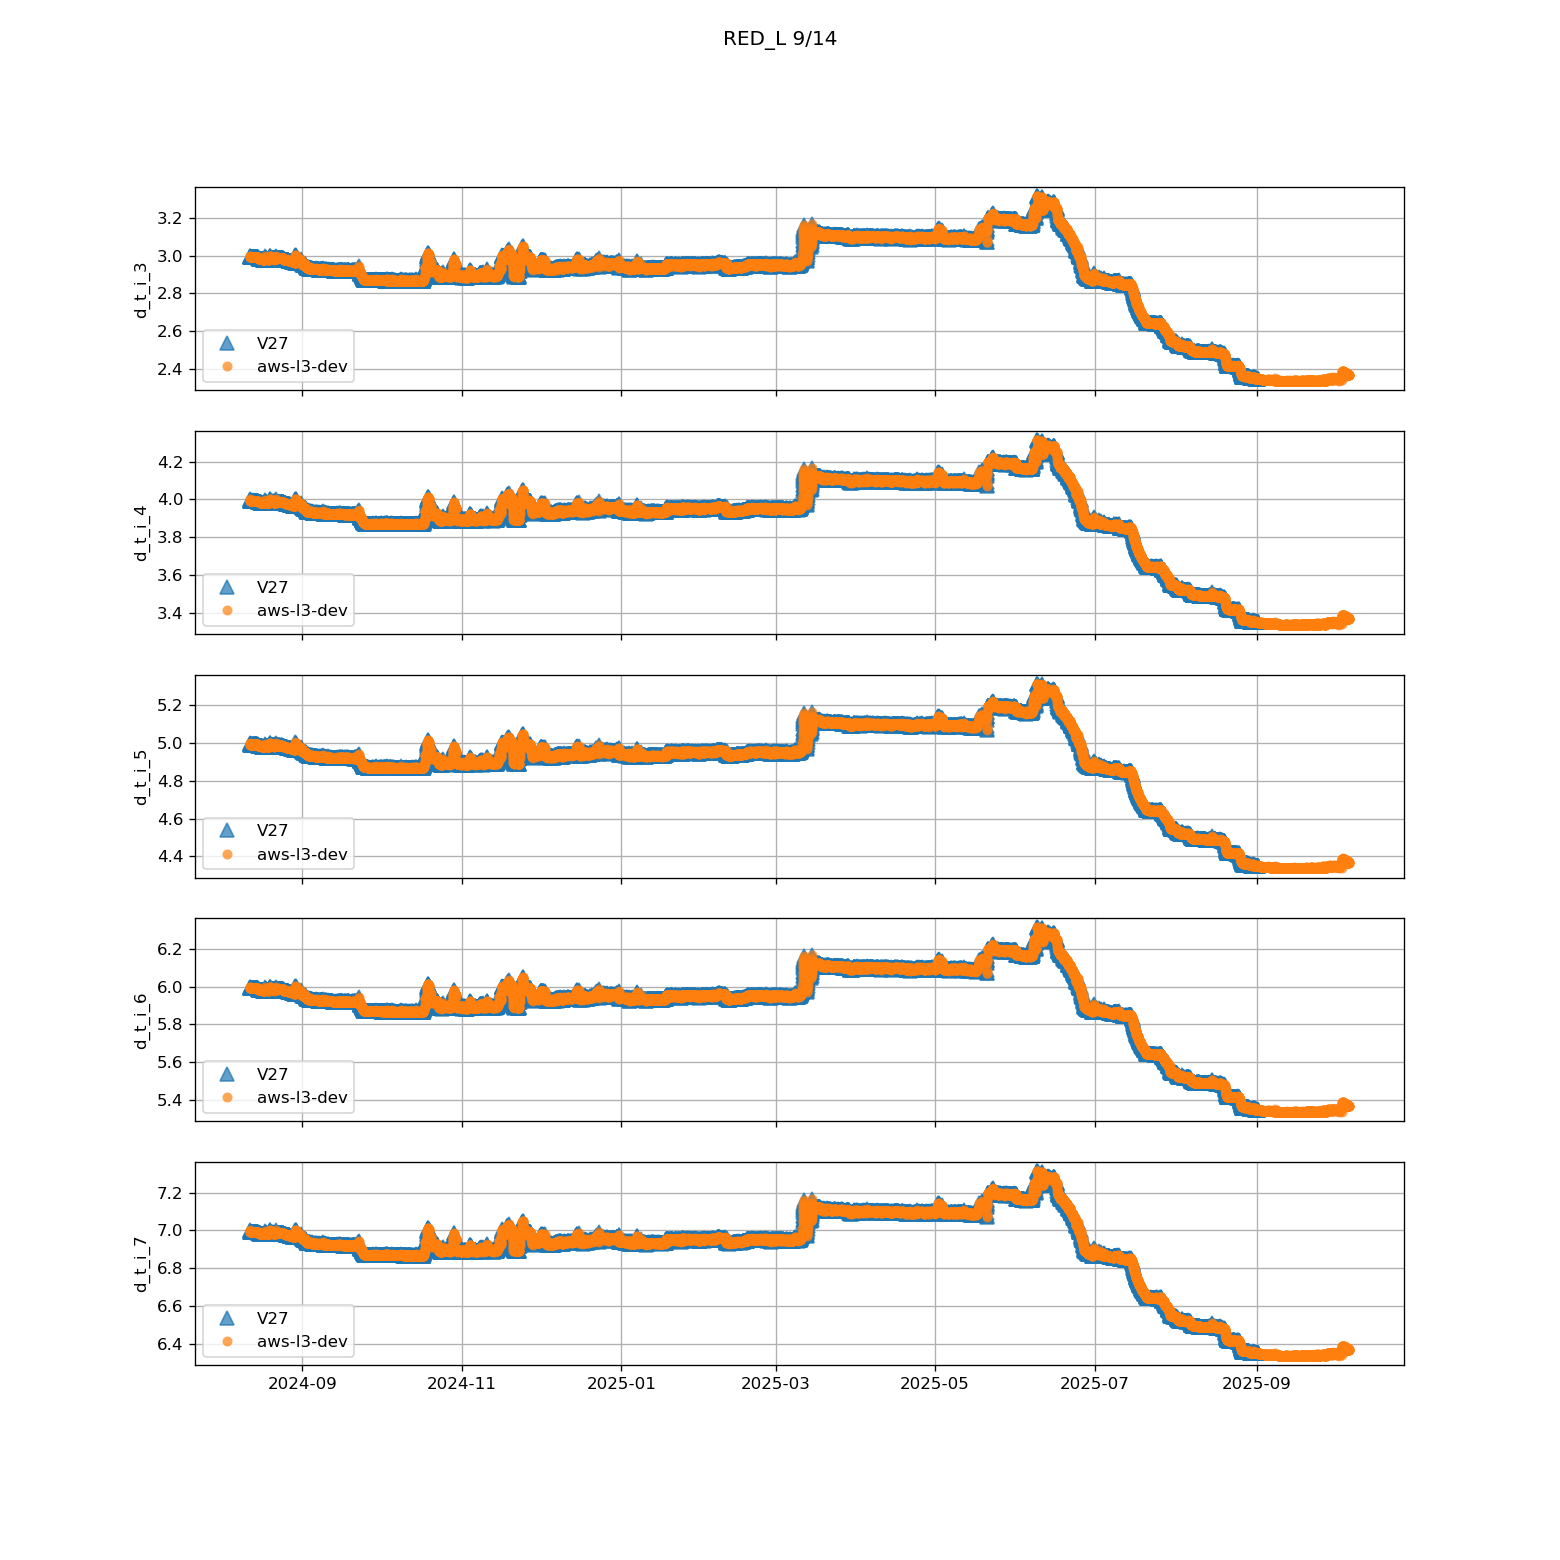 RED_L 9/14
3.2
3.0
2.8
2.6
2.4
d_t_i_3
V27
aws-l3-dev
4.2
4.0
3.8
3.6
3.4
d_t_i_4
V27
aws-l3-dev
5.2
5.0
4.8
4.6
4.4
d_t_i_5
V27
aws-l3-dev
6.2
6.0
5.8
5.6
5.4
d_t_i_6
V27
aws-l3-dev
7.2
7.0
6.8
6.6
6.4
d_t_i_7
V27
aws-l3-dev
2024-09 2024-11 2025-01 2025-03 2025-05 2025-07 2025-09